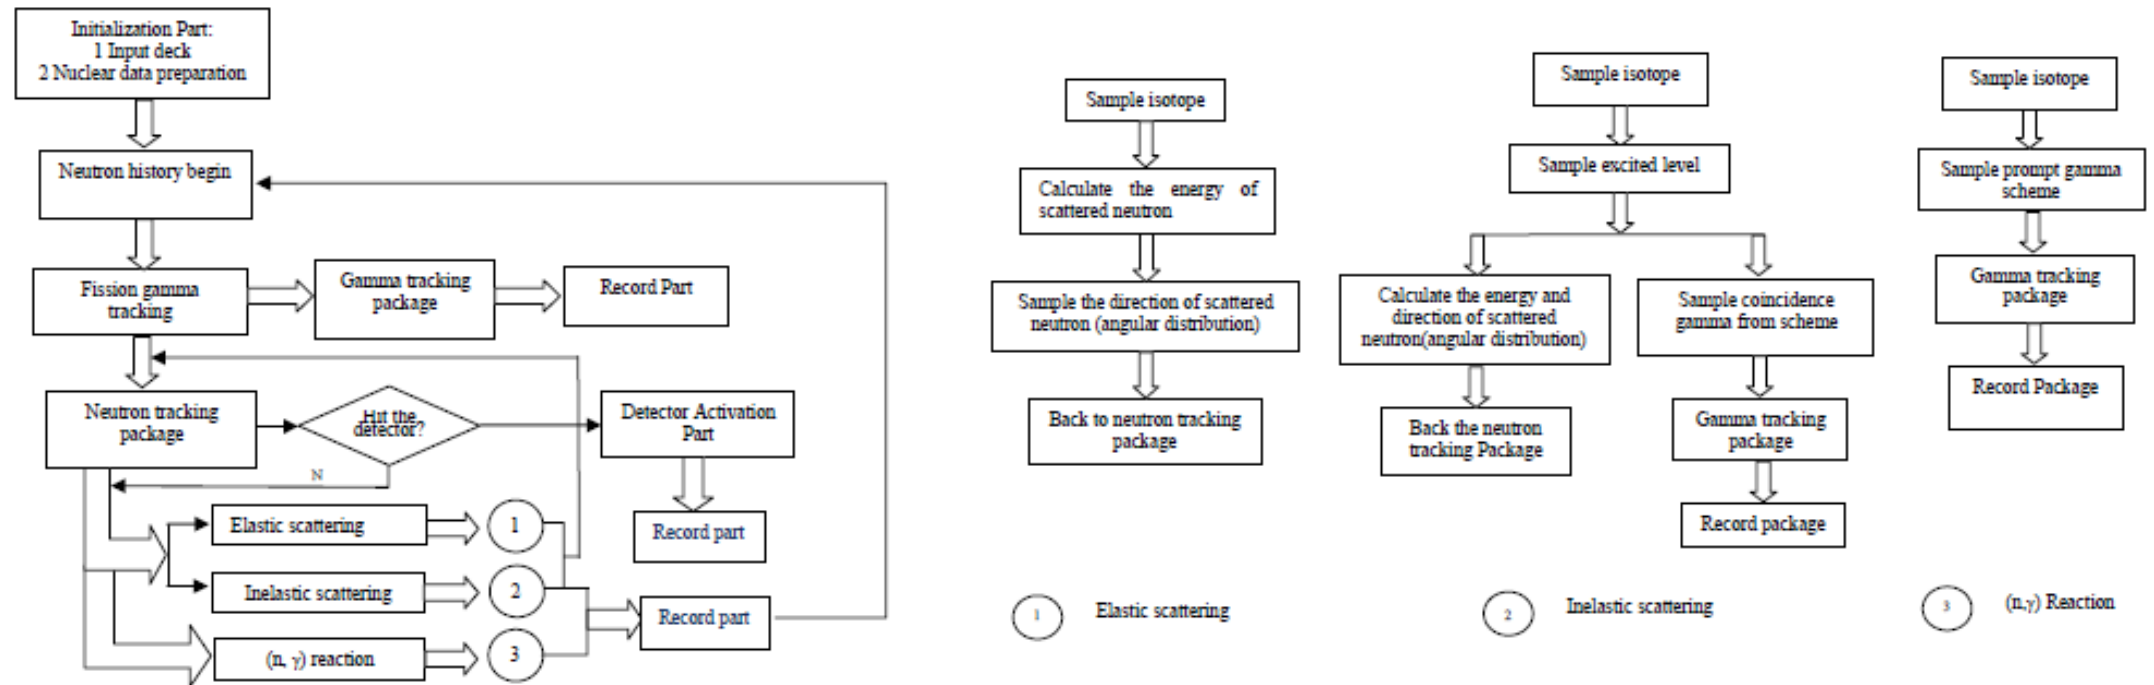 Initialization Part:
1 Input deck
2 Nuclear data preparation
Neutron history begin
Fission gamma
tracking
Gamma tracking
package
Record Part
Neutron tracking
package
Hit the
detector?
N
Detector Activation
Part
Record part
Elastic scattering
1
Inelastic scattering
2
Record part
(n, γ) reaction
3
Sample isotope
Calculate the energy of
scattered neutron
Sample the direction of scattered
neutron (angular distribution)
Back to neutron tracking
package
1
Elastic scattering
Sample isotope
Sample excited level
Calculate the energy and
direction of scattered
neutron(angular distribution)
Back the neutron
tracking Package
Sample coincidence
gamma from scheme
Gamma tracking
package
Record package
2
Inelastic scattering
Sample isotope
Sample prompt gamma
scheme
Gamma tracking
package
Record Package
3
(n,γ) Reaction